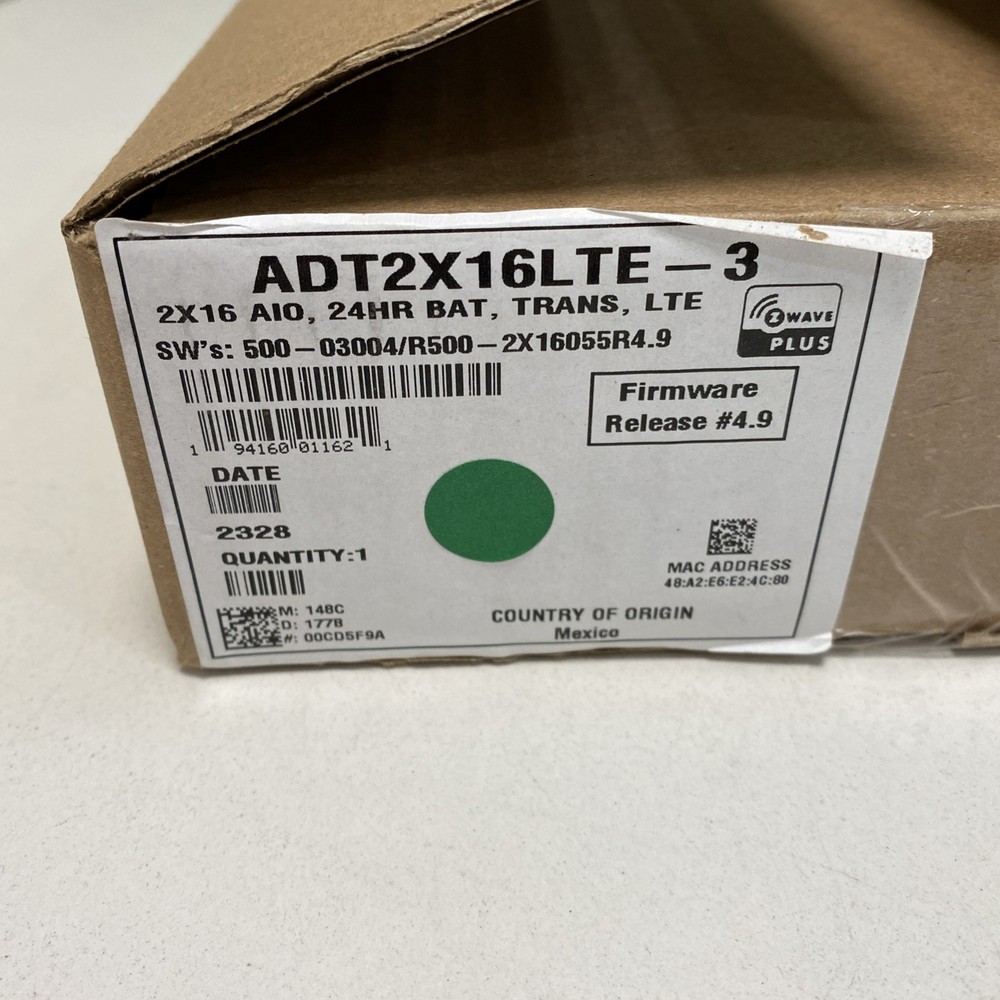 ADT2X16LTE – 3
2X16 AIO, 24HR BAT, TRANS, LTE
SW's: 500 – 03004/R500 – 2X16055R4.9
Z WAVE
PLUS
Firmware
Release #4.9
1 94160 01162 1
DATE
2328
QUANTITY:1
MAC ADDRESS
48:A2:E6:E2:4C:80
M: 148C
D: 177B
#: 00CD5F9A
COUNTRY OF ORIGIN
Mexico